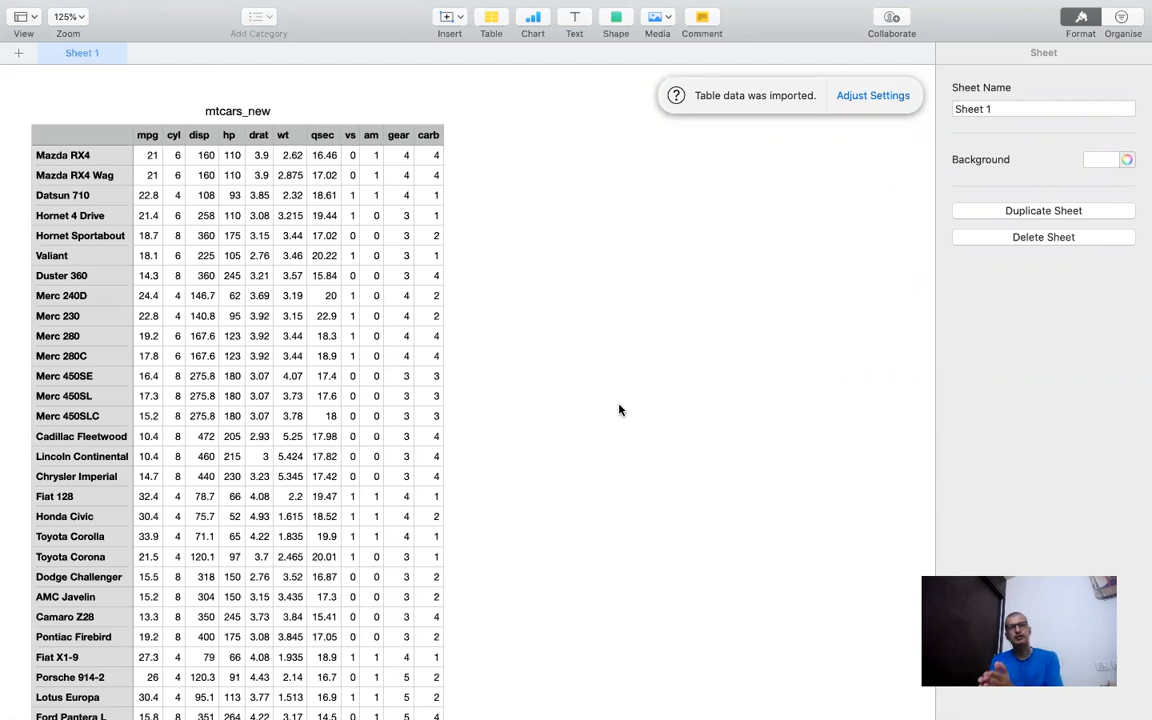 125%
View Zoom Add Category Insert Table Chart Text Shape Media Comment Collaborate Format Organise
+ Sheet 1 Sheet
Table data was imported. Adjust Settings
Sheet Name
Sheet 1
Background
Duplicate Sheet
Delete Sheet
mtcars_new
mpg cyl disp hp drat wt qsec vs am gear carb
Mazda RX4 21 6 160 110 3.9 2.62 16.46 0 1 4 4
Mazda RX4 Wag 21 6 160 110 3.9 2.875 17.02 0 1 4 4
Datsun 710 22.8 4 108 93 3.85 2.32 18.61 1 1 4 1
Hornet 4 Drive 21.4 6 258 110 3.08 3.215 19.44 1 0 3 1
Hornet Sportabout 18.7 8 360 175 3.15 3.44 17.02 0 0 3 2
Valiant 18.1 6 225 105 2.76 3.46 20.22 1 0 3 1
Duster 360 14.3 8 360 245 3.21 3.57 15.84 0 0 3 4
Merc 240D 24.4 4 146.7 62 3.69 3.19 20 1 0 4 2
Merc 230 22.8 4 140.8 95 3.92 3.15 22.9 1 0 4 2
Merc 280 19.2 6 167.6 123 3.92 3.44 18.3 1 0 4 4
Merc 280C 17.8 6 167.6 123 3.92 3.44 18.9 1 0 4 4
Merc 450SE 16.4 8 275.8 180 3.07 4.07 17.4 0 0 3 3
Merc 450SL 17.3 8 275.8 180 3.07 3.73 17.6 0 0 3 3
Merc 450SLC 15.2 8 275.8 180 3.07 3.78 18 0 0 3 3
Cadillac Fleetwood 10.4 8 472 205 2.93 5.25 17.98 0 0 3 4
Lincoln Continental 10.4 8 460 215 3 5.424 17.82 0 0 3 4
Chrysler Imperial 14.7 8 440 230 3.23 5.345 17.42 0 0 3 4
Fiat 128 32.4 4 78.7 66 4.08 2.2 19.47 1 1 4 1
Honda Civic 30.4 4 75.7 52 4.93 1.615 18.52 1 1 4 2
Toyota Corolla 33.9 4 71.1 65 4.22 1.835 19.9 1 1 4 1
Toyota Corona 21.5 4 120.1 97 3.7 2.465 20.01 1 0 3 1
Dodge Challenger 15.5 8 318 150 2.76 3.52 16.87 0 0 3 2
AMC Javelin 15.2 8 304 150 3.15 3.435 17.3 0 0 3 2
Camaro Z28 13.3 8 350 245 3.73 3.84 15.41 0 0 3 4
Pontiac Firebird 19.2 8 400 175 3.08 3.845 17.05 0 0 3 2
Fiat X1-9 27.3 4 79 66 4.08 1.935 18.9 1 1 4 1
Porsche 914-2 26 4 120.3 91 4.43 2.14 16.7 0 1 5 2
Lotus Europa 30.4 4 95.1 113 3.77 1.513 16.9 1 1 5 2
Ford Pantera L 15.8 8 351 264 4.22 3.17 14.5 0 1 5 4